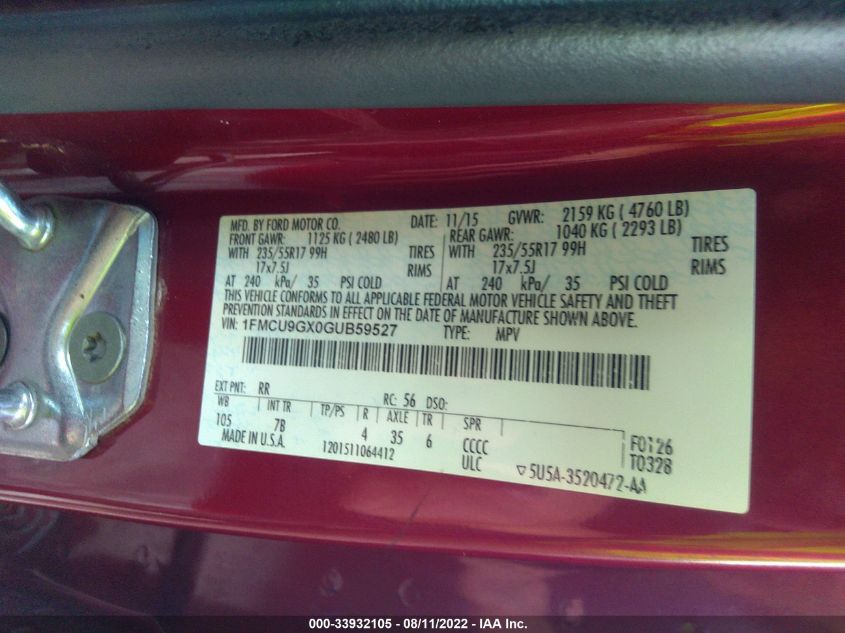 MFD. BY FORD MOTOR CO. DATE: 11/15 GVWR: 2159 KG ( 4760 LB)
FRONT GAWR: 1125 KG ( 2480 LB) REAR GAWR: 1040 KG ( 2293 LB)
WITH 235/55R17 99H TIRES WITH 235/55R17 99H TIRES
17x7.5J RIMS 17x7.5J RIMS
AT 240 kPa/ 35 PSI COLD AT 240 kPa/ 35 PSI COLD
THIS VEHICLE CONFORMS TO ALL APPLICABLE FEDERAL MOTOR VEHICLE SAFETY AND THEFT
PREVENTION STANDARDS IN EFFECT ON THE DATE OF MANUFACTURE SHOWN ABOVE.
VIN: 1FMCU9GX0GUB59527 TYPE: MPV
EXT PNT: RR RC: 56 DSO:
WB INT TR TP/PS R AXLE TR SPR
105 7B 4 35 6 CCCC F0126
MADE IN U.S.A. 1201511064412 ULC T0328
▽5U5A-3520472-AA
000-33932105 - 08/11/2022 - IAA Inc.